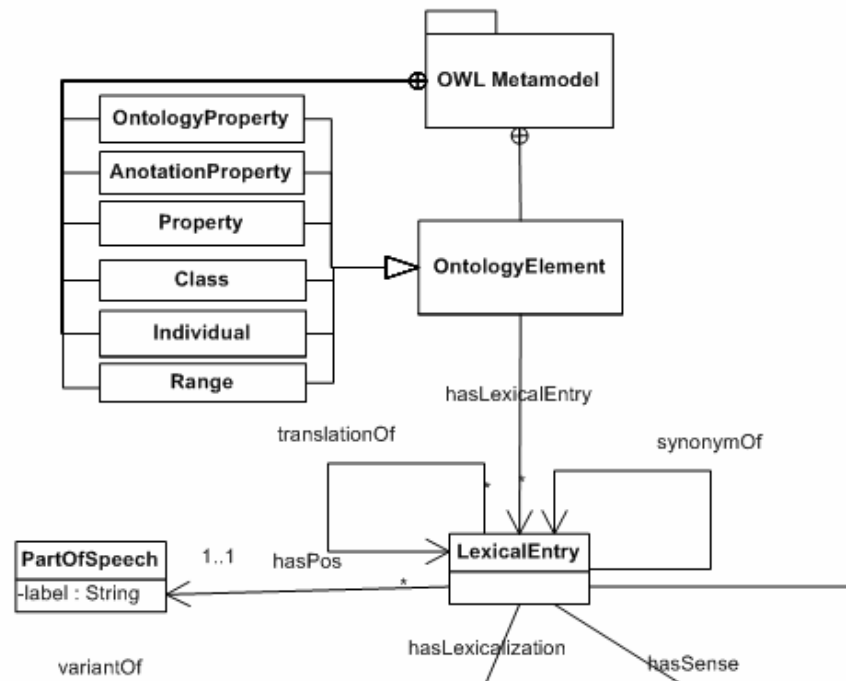 OWL Metamodel
OntologyProperty
AnotationProperty
Property
Class
Individual
Range
OntologyElement
hasLexicalEntry
translationOf
synonymOf
*
*
LexicalEntry
PartOfSpeech
-label : String
1..1
hasPos
*
hasLexicalization
hasSense
variantOf